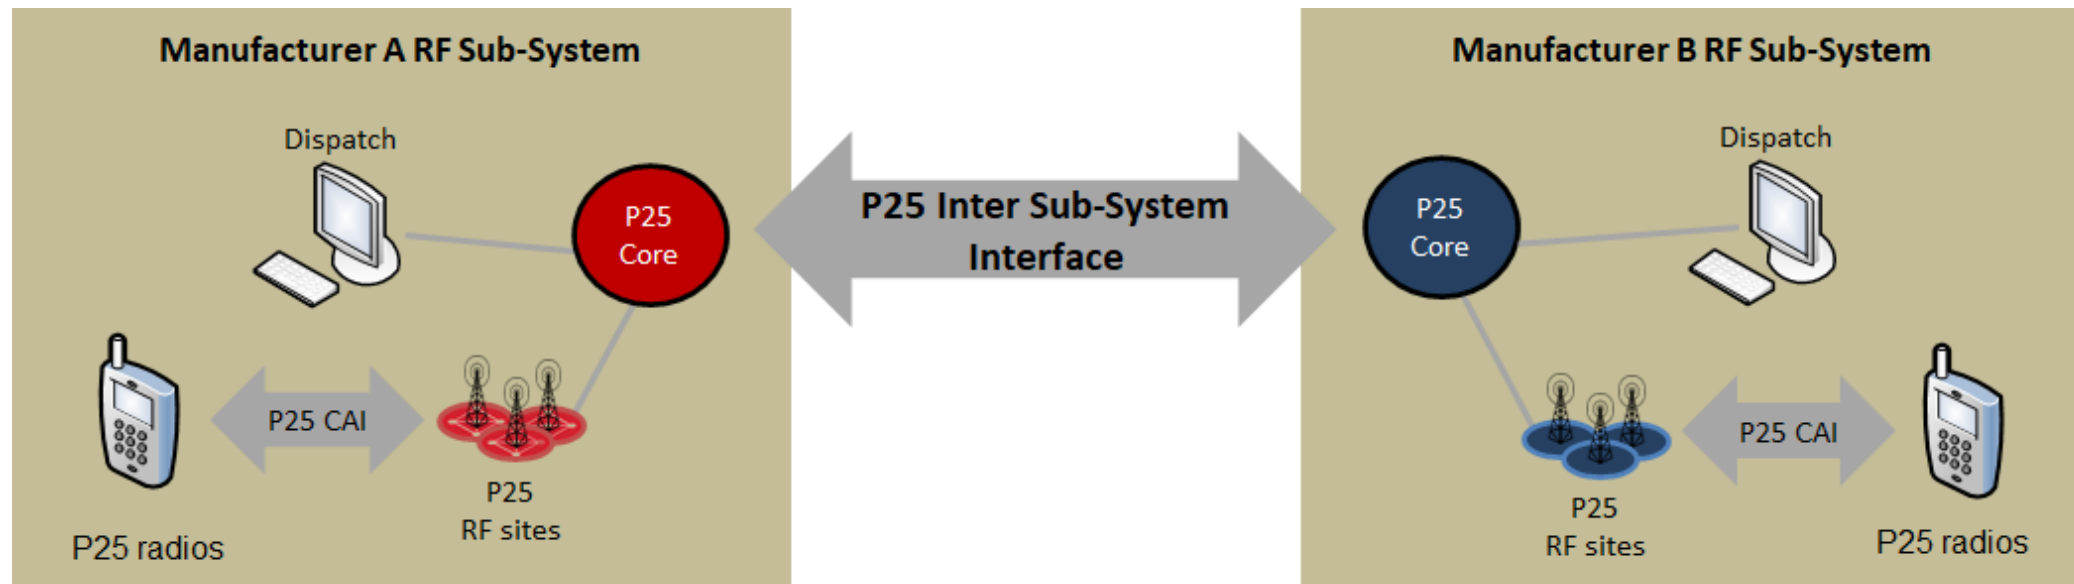 Manufacturer A RF Sub-System
Dispatch
P25
Core
P25 CAI
P25
RF sites
P25 radios
P25 Inter Sub-System
Interface
Manufacturer B RF Sub-System
Dispatch
P25
Core
P25 CAI
P25
RF sites
P25 radios